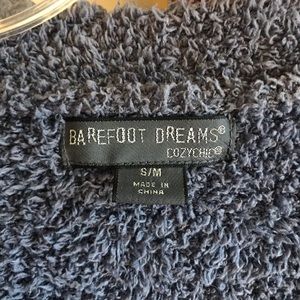 BAREFOOT DREAMS®
COZYCHIC®
S/M
MADE IN
CHINA